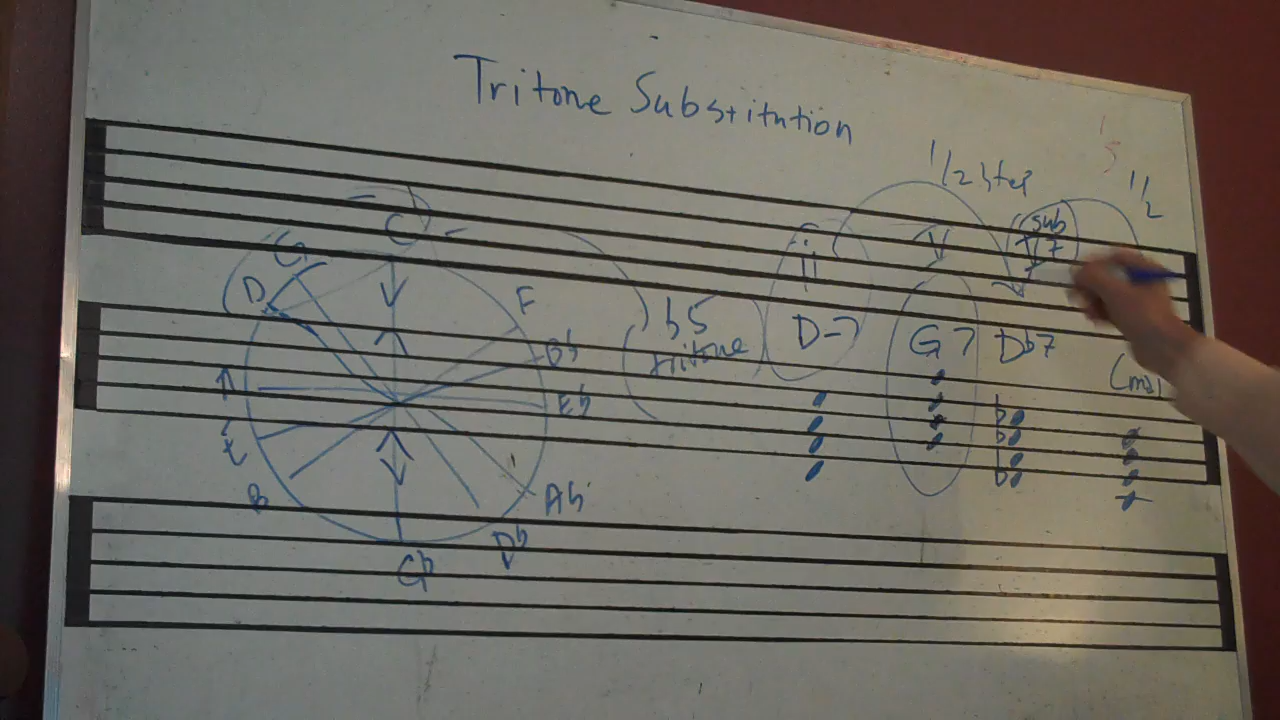 Tritone Substitution
1/2 step
1/2
sub
V7
ii
V
D-7
G7
Db7
Cmaj
b5
tritone
C
G
F
D
Bb
A
Eb
E
B
Ab
Db
Gb